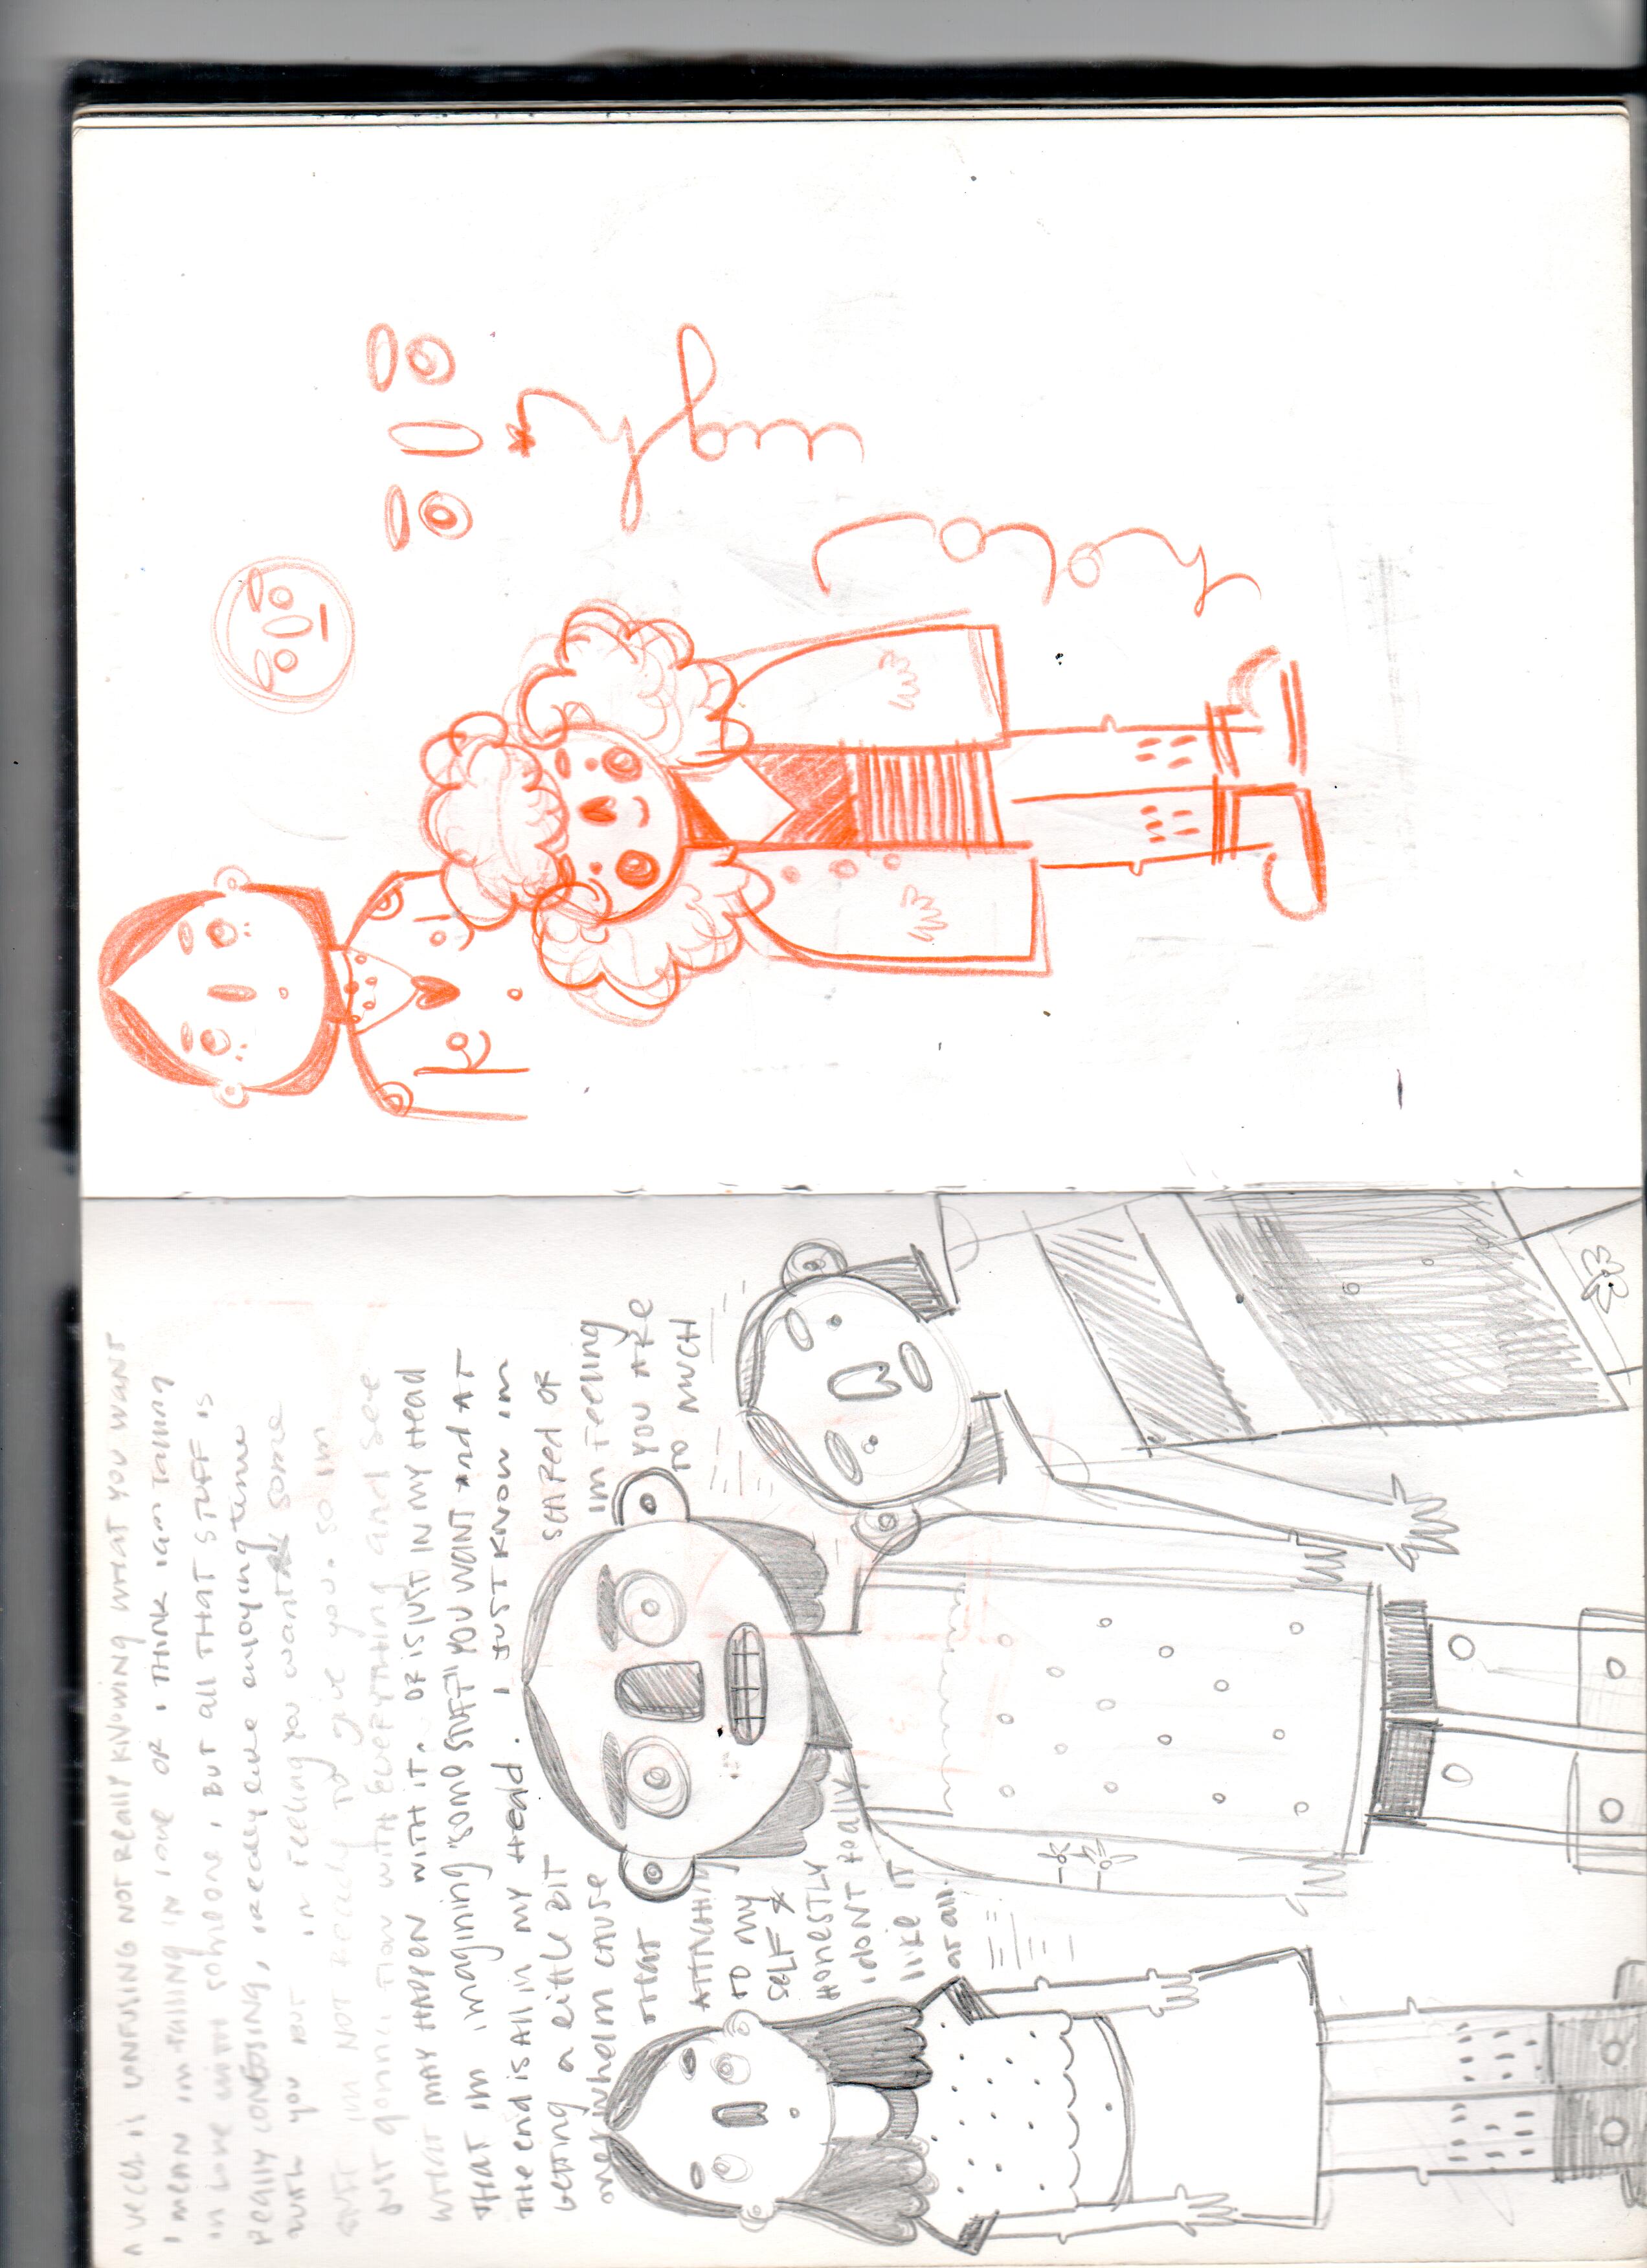 A VECES IS CONFUSING NOT REALLY KNOWING WHAT YOU WANT
I MEAN IM FALLING IN LOVE OR I THINK IAM FALLING
IN LOVE WITH SOMEONE, BUT all THAT STUFF IS
REALLY CONFUSING, I REALLY LIKE ENJOYING TIME
WITH YOU BUT IM FEELING YOU WANT SOME
IM NOT READY TO GIVE YOU. SO IM
JUST GONNA FLOW WITH EVERYTHING and see
WHAT MAY HAPPEN WITH IT. OR IS JUST IN MY HEAD
THAT IM IMAGINING "SOME STUFF" YOU WANT and AT
THE end is All in MY HEAD. I JUST KNOW IM
GETTING A LITTLE BIT SCARED OF
OVERWHELM CAUSE IM FEELING
THAT YOU ARE
ATTACHING TO MUCH
TO MY
SELF &
HONESTLY
I dONT REALLY
LIKE IT
AT all.